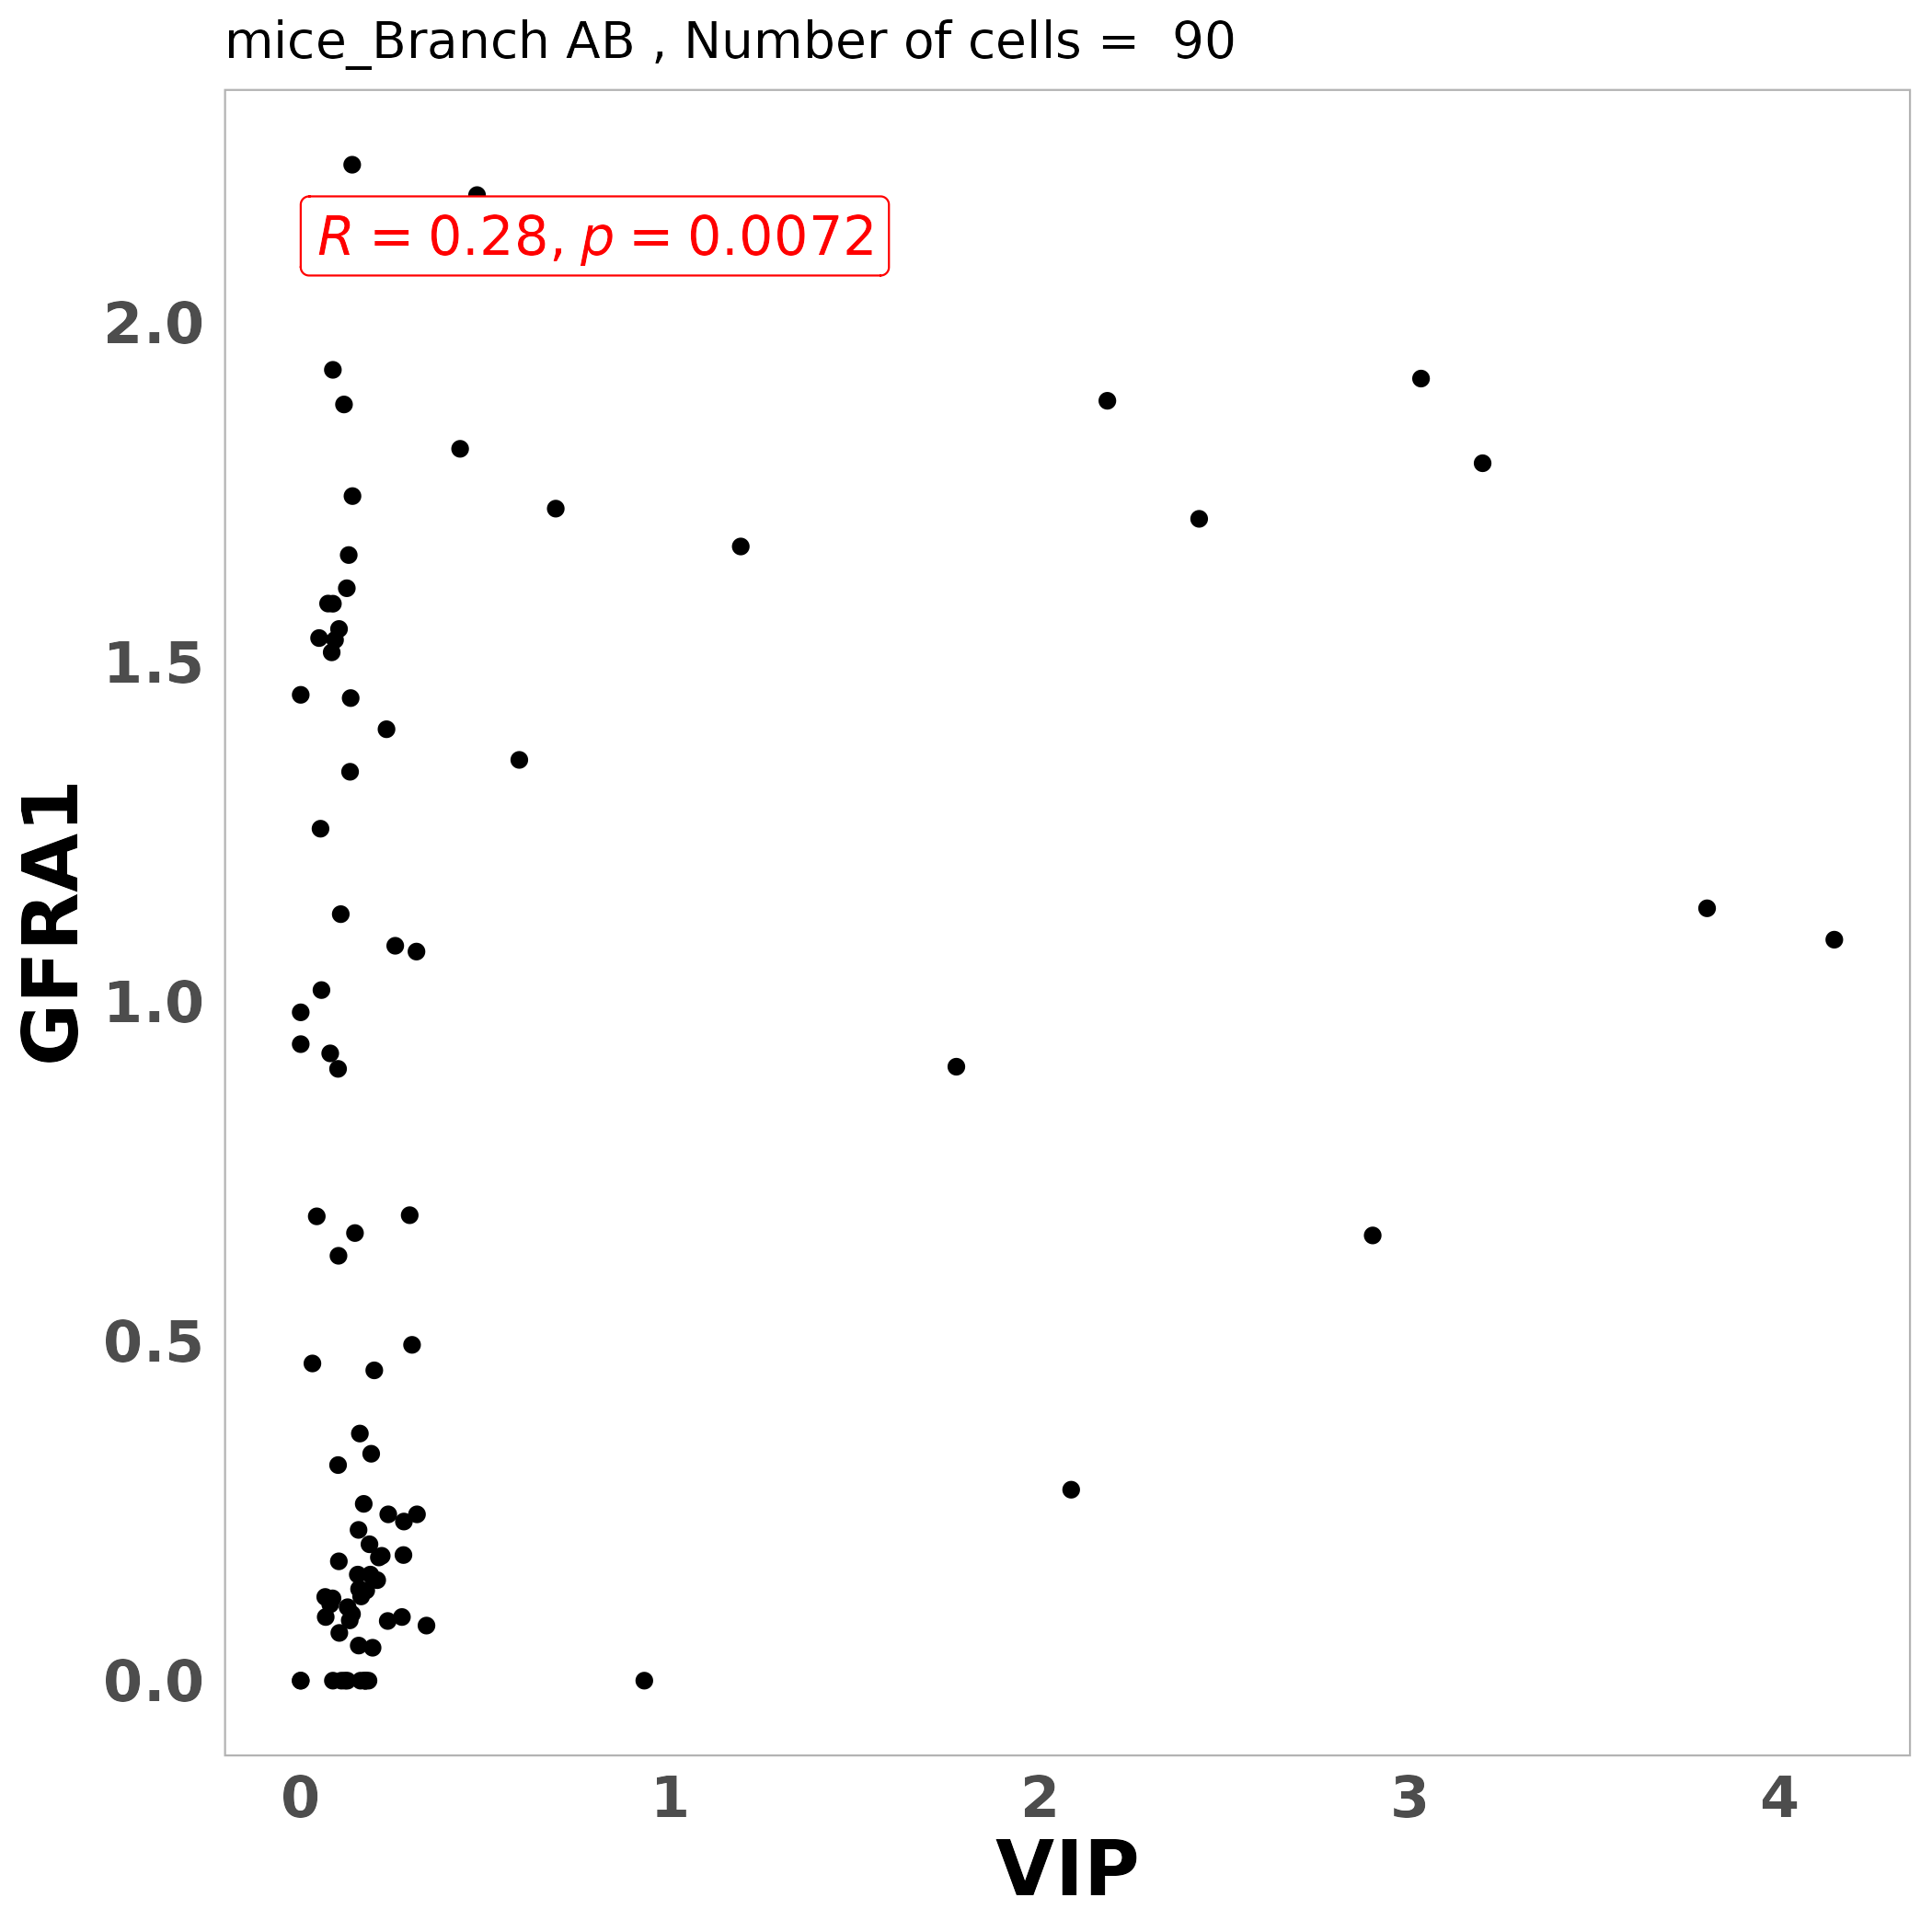 mice_Branch AB , Number of cells =  90
R = 0.28, p = 0.0072
2.0
1.5
1.0
0.5
0.0
GFRA1
0 1 2 3 4
VIP